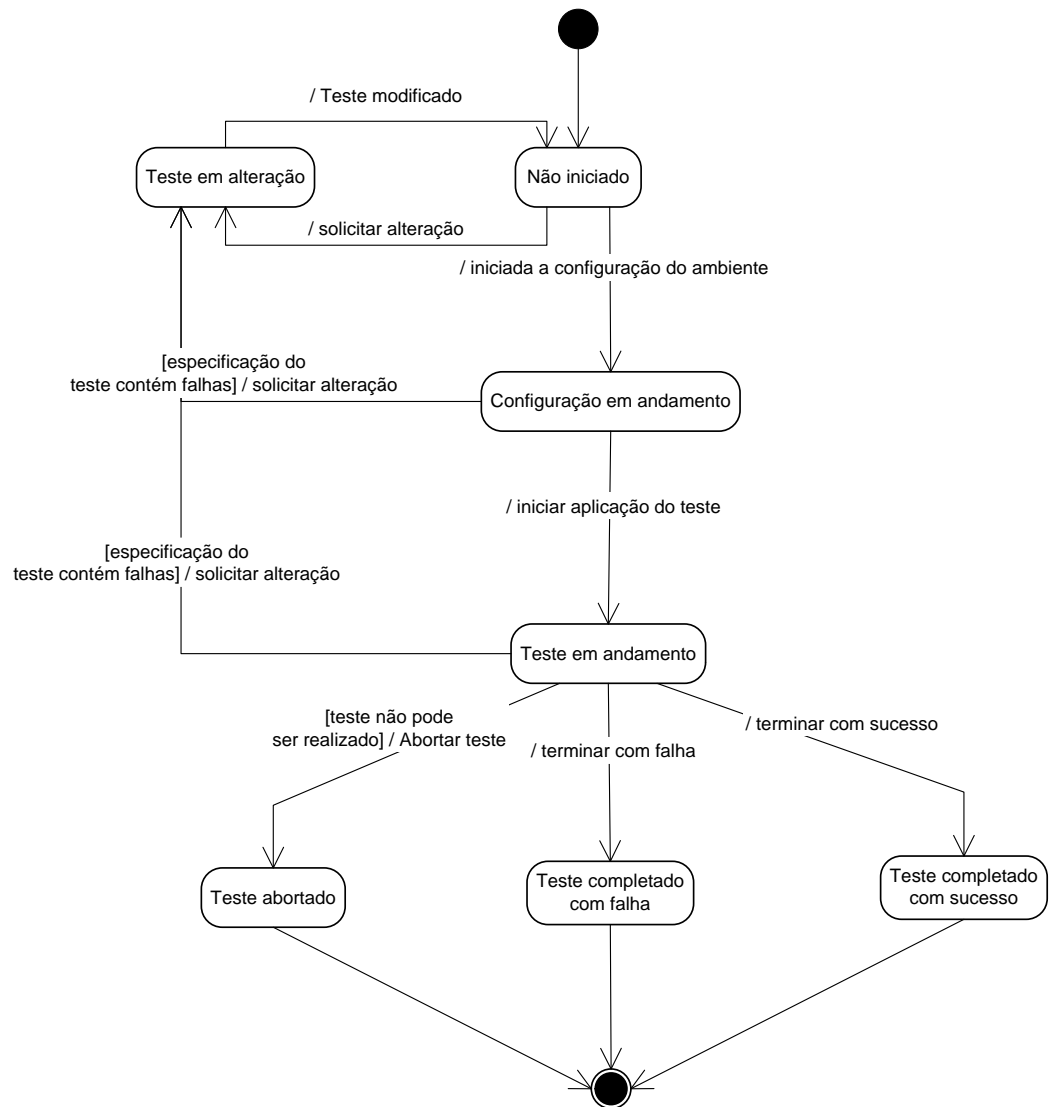 / Teste modificado
Teste em alteração
Não iniciado
/ solicitar alteração
/ iniciada a configuração do ambiente
[especificação do
teste contém falhas] / solicitar alteração
Configuração em andamento
/ iniciar aplicação do teste
[especificação do
teste contém falhas] / solicitar alteração
Teste em andamento
[teste não pode
ser realizado] / Abortar teste
/ terminar com falha
/ terminar com sucesso
Teste abortado
Teste completado
com falha
Teste completado
com sucesso